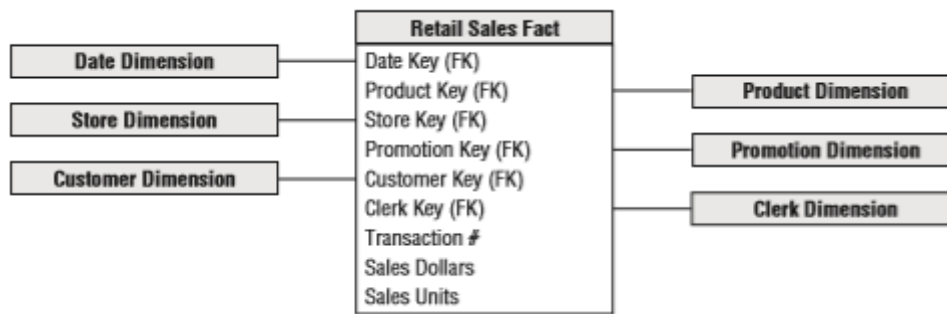 Retail Sales Fact
Date Dimension
Date Key (FK)
Product Key (FK)
Product Dimension
Store Dimension
Store Key (FK)
Promotion Key (FK)
Promotion Dimension
Customer Dimension
Customer Key (FK)
Clerk Key (FK)
Clerk Dimension
Transaction #
Sales Dollars
Sales Units